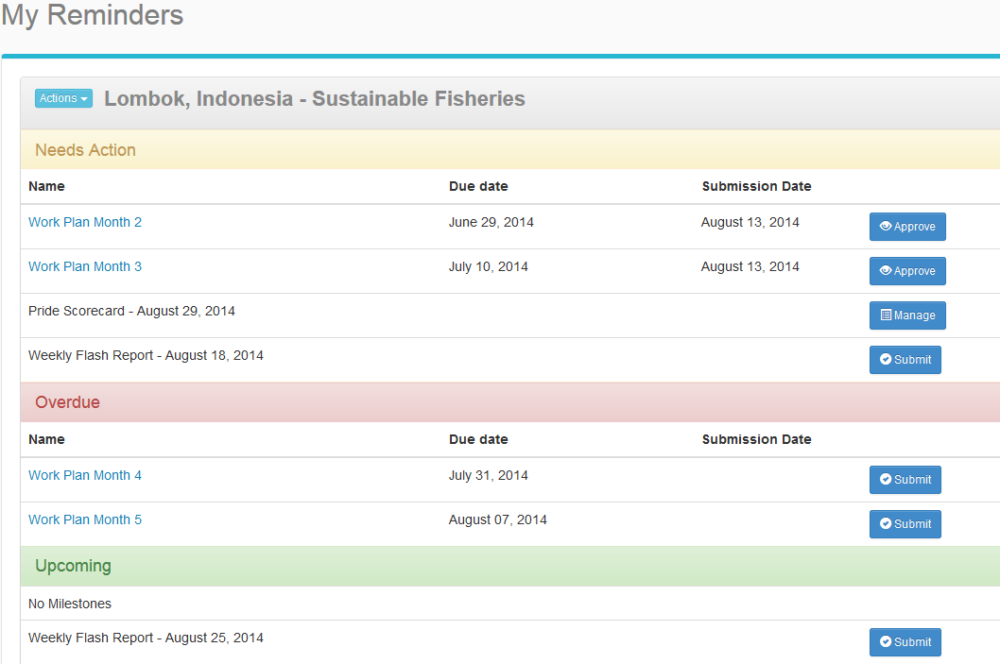 My Reminders
Actions Lombok, Indonesia - Sustainable Fisheries
Needs Action
Name Due date Submission Date
Work Plan Month 2 June 29, 2014 August 13, 2014 Approve
Work Plan Month 3 July 10, 2014 August 13, 2014 Approve
Pride Scorecard - August 29, 2014 Manage
Weekly Flash Report - August 18, 2014 Submit
Overdue
Name Due date Submission Date
Work Plan Month 4 July 31, 2014 Submit
Work Plan Month 5 August 07, 2014 Submit
Upcoming
No Milestones
Weekly Flash Report - August 25, 2014 Submit